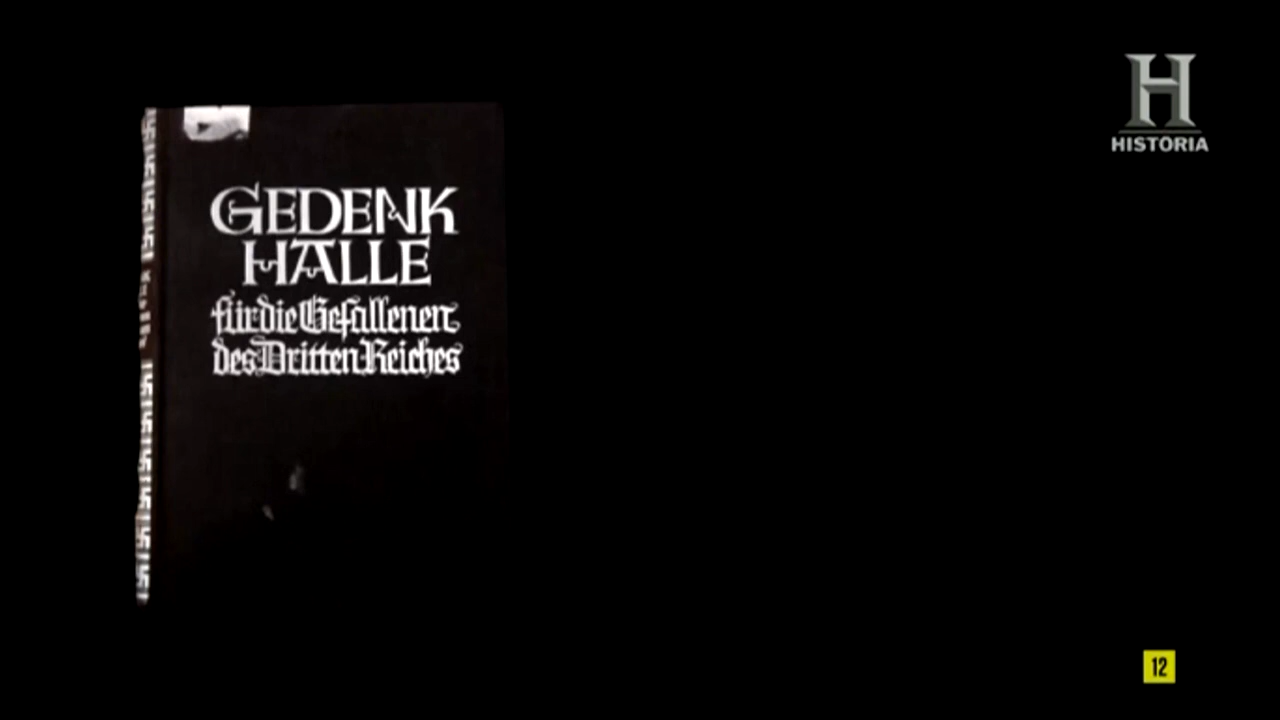 GEDENK
HALLE
für die Gefallenen
des Dritten Reiches
H
HISTORIA
12